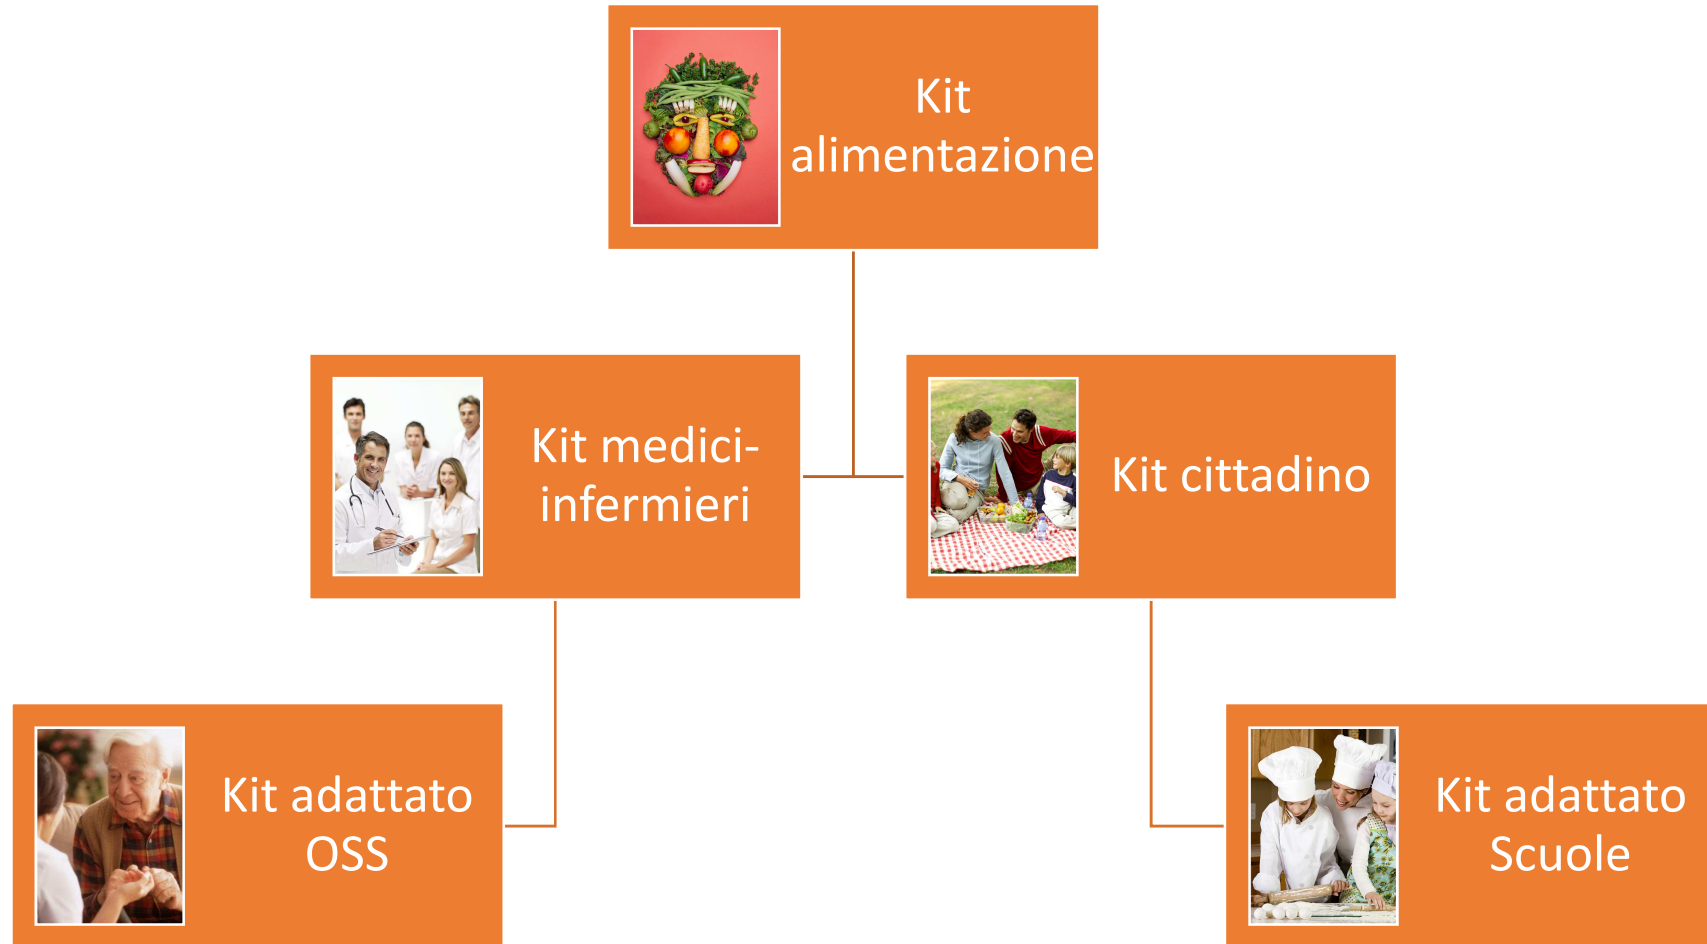 Kit
alimentazione
Kit medici-
infermieri
Kit cittadino
Kit adattato
OSS
Kit adattato
Scuole